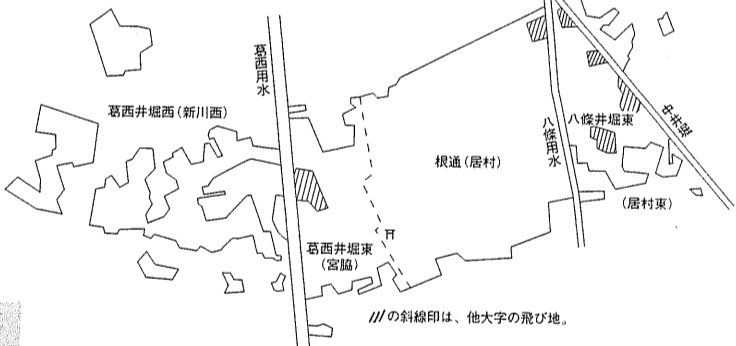 葛西用水
葛西井堀西(新川西)
根通(居村)
八條用水
八條井堀東
中井堀
(居村東)
葛西井堀東
(宮脇)
///の斜線印は、他大字の飛び地。